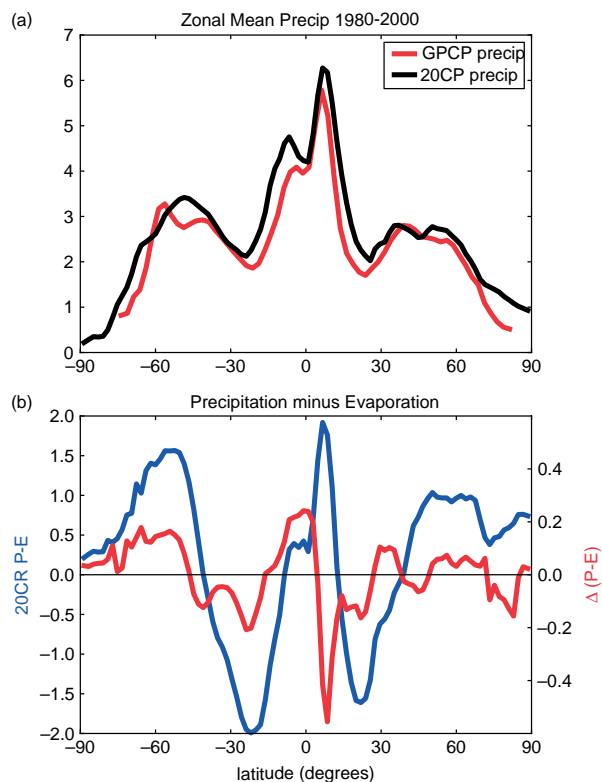 (a)
Zonal Mean Precip 1980-2000
7
6
5
4
3
2
1
0
GPCP precip
20CP precip
–90 –60 –30 0 30 60 90
(b)
Precipitation minus Evaporation
2.0
1.5
1.0
0.5
0.0
–0.5
–1.0
–1.5
–2.0
20CR P-E
0.4
0.2
0.0
–0.2
–0.4
Δ (P-E)
–90 –60 –30 0 30 60 90
latitude (degrees)